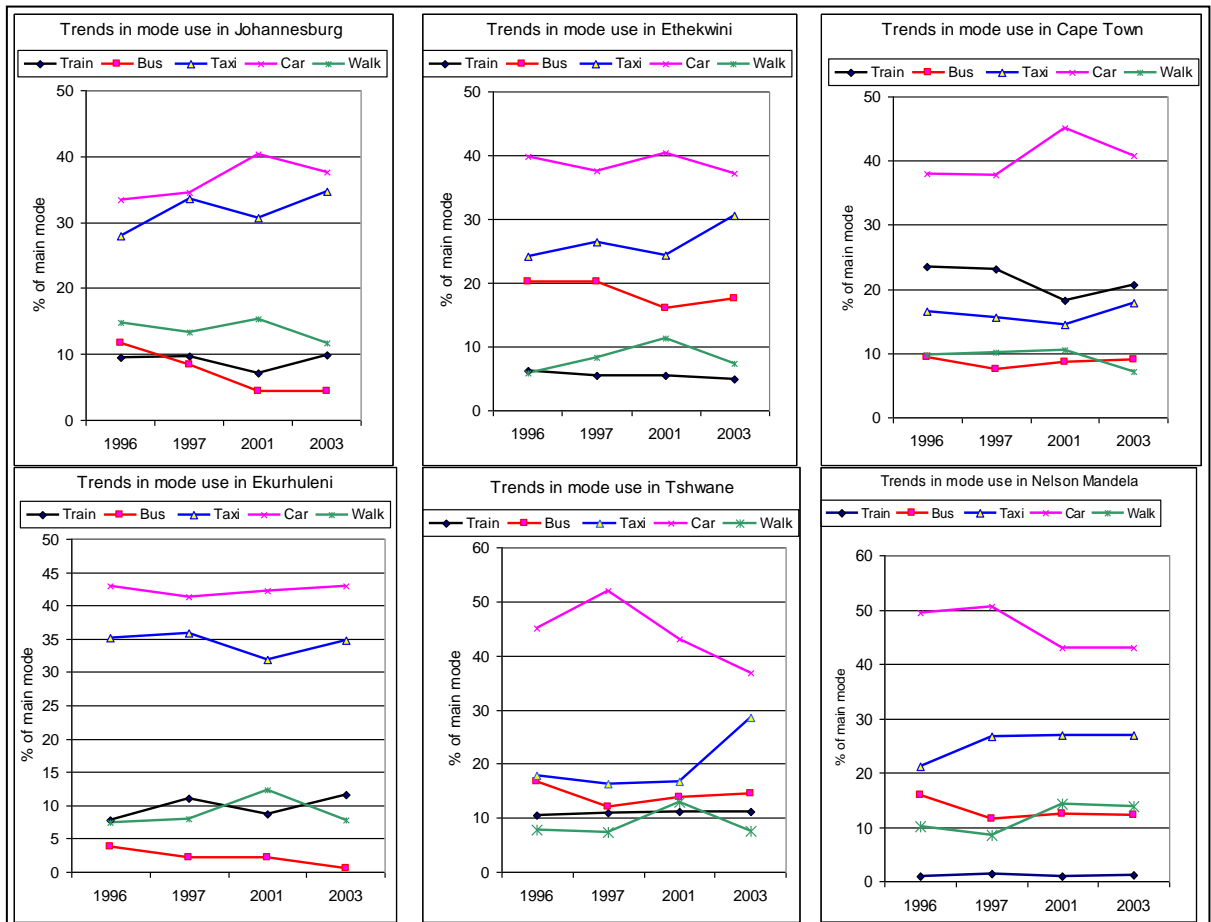 Trends in mode use in Johannesburg
Train Bus Taxi Car Walk
% of main mode
50
40
30
20
10
0
1996 1997 2001 2003
Trends in mode use in Ethekwini
Train Bus Taxi Car Walk
% of main mode
50
40
30
20
10
0
1996 1997 2001 2003
Trends in mode use in Cape Town
Train Bus Taxi Car Walk
% of main mode
50
40
30
20
10
0
1996 1997 2001 2003
Trends in mode use in Ekurhuleni
Train Bus Taxi Car Walk
% of main mode
50
45
40
35
30
25
20
15
10
5
0
1996 1997 2001 2003
Trends in mode use in Tshwane
Train Bus Taxi Car Walk
% of main mode
60
50
40
30
20
10
0
1996 1997 2001 2003
Trends in mode use in Nelson Mandela
Train Bus Taxi Car Walk
% of main mode
60
50
40
30
20
10
0
1996 1997 2001 2003